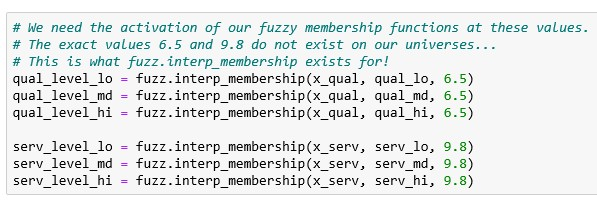 # We need the activation of our fuzzy membership functions at these values.
# The exact values 6.5 and 9.8 do not exist on our universes...
# This is what fuzz.interp_membership exists for!
qual_level_lo = fuzz.interp_membership(x_qual, qual_lo, 6.5)
qual_level_md = fuzz.interp_membership(x_qual, qual_md, 6.5)
qual_level_hi = fuzz.interp_membership(x_qual, qual_hi, 6.5)

serv_level_lo = fuzz.interp_membership(x_serv, serv_lo, 9.8)
serv_level_md = fuzz.interp_membership(x_serv, serv_md, 9.8)
serv_level_hi = fuzz.interp_membership(x_serv, serv_hi, 9.8)